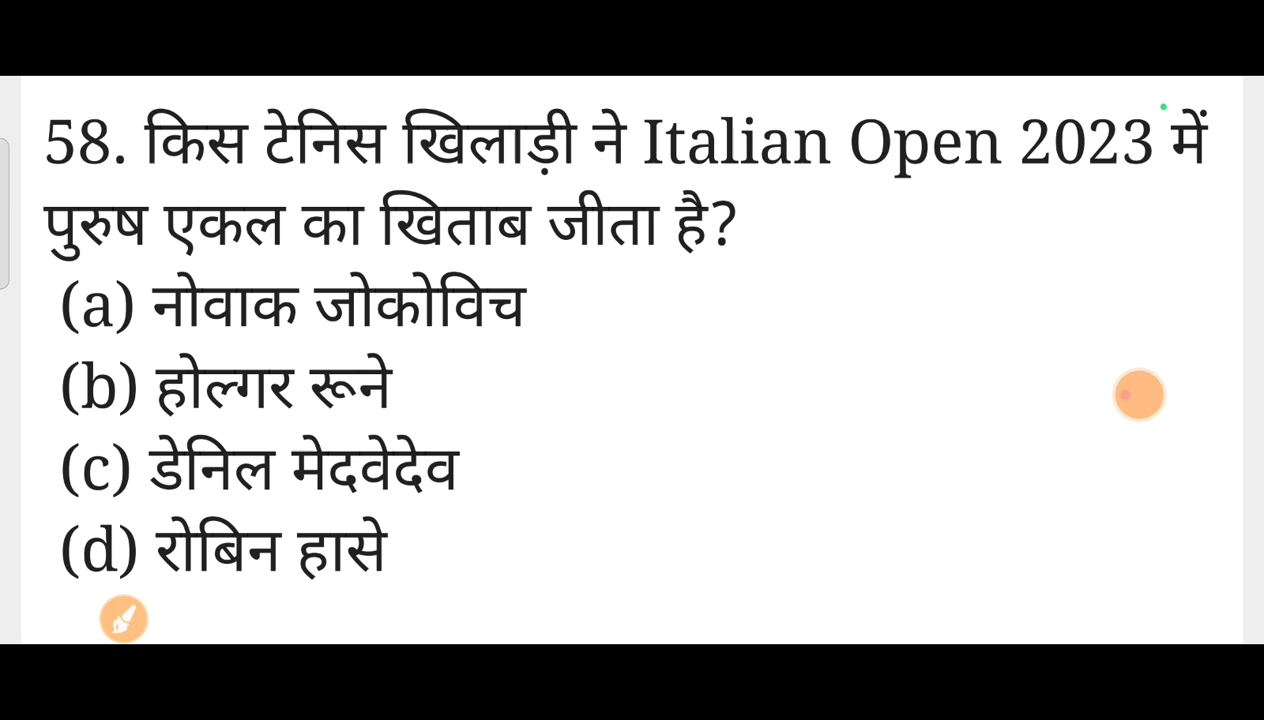 58. किस टेनिस खिलाड़ी ने Italian Open 2023 में
पुरुष एकल का खिताब जीता है?
(a) नोवाक जोकोविच
(b) होल्गर रूने
(c) डेनिल मेदवेदेव
(d) रोबिन हासे